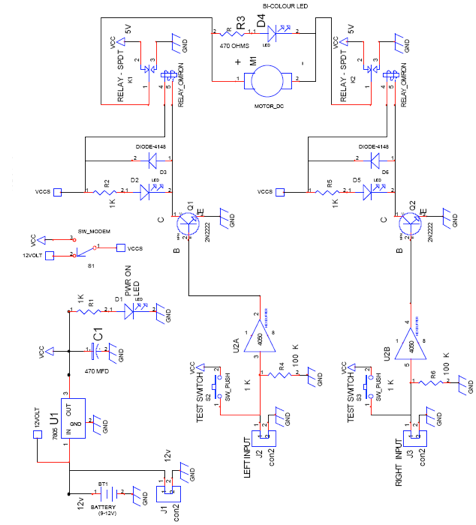 BI-COLOUR LED
R3
D4
470 OHMS
LED
5V
VCC
GND
RELAY - SPDT
K1
RELAY_OMRON
M1
+
-
MOTOR_DC
5V
VCC
GND
RELAY - SPDT
K2
RELAY_OMRON
DIODE-4148
D3
DIODE-4148
D6
VCCS
R2
1K
D2
LED
VCCS
R5
1K
D5
LED
C
Q1
E
2N2222
GND
B
C
Q2
E
2N2222
GND
B
SW_MODEM
VCC
12VOLT
VCCS
S1
PWR ON
LED
R1
1K
D1
LED
GND
VCC
C1
470 MFD
GND
12VOLT
U1
7805
IN
OUT
GND
GND
12v
BT1
BATTERY
(9-12V)
GND
12v
J1
con2
GND
U2A
4050
VCC
TEST SWITCH
S2
SW_PUSH
1 K
R4
100 K
GND
LEFT INPUT
J2
con2
GND
U2B
4050
VCC
TEST SWITCH
S3
SW_PUSH
1 K
R6
100 K
GND
RIGHT INPUT
J3
con2
GND